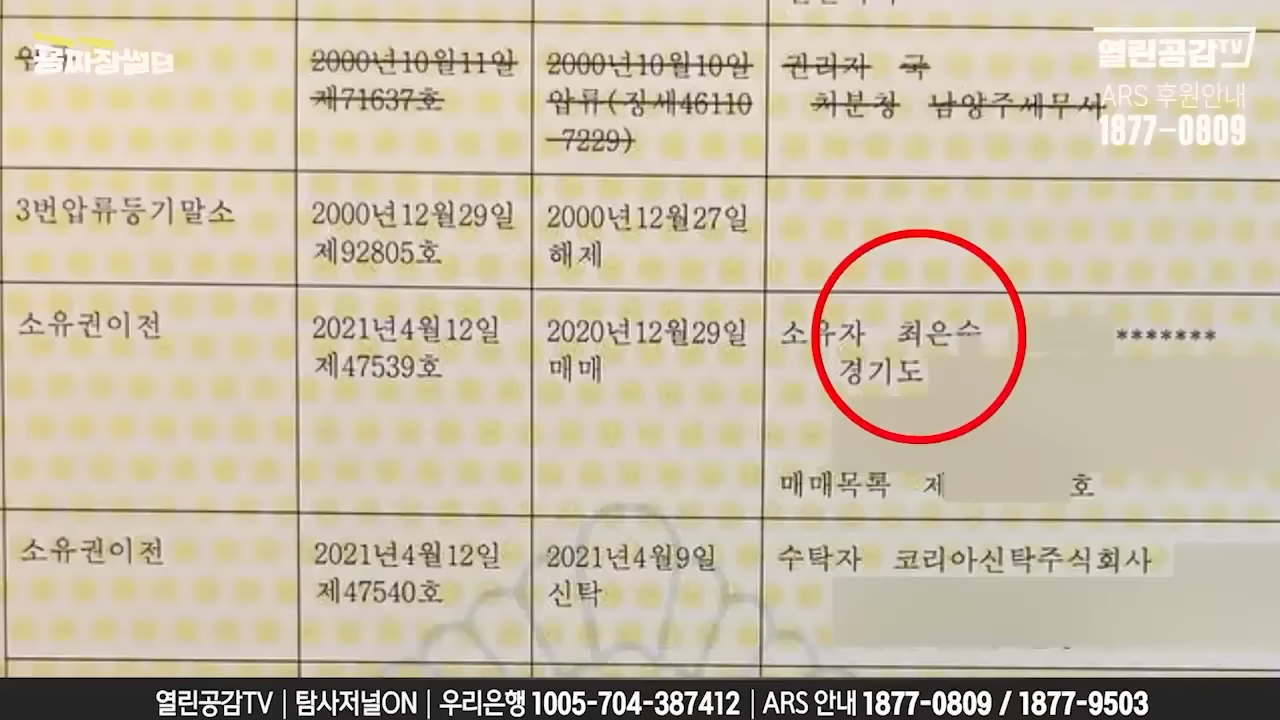 짬짜장썰던
열린공감TV
ARS 후원안내
1877-0809
2000년10월11일 2000년10월10일 권리자 국
제71637호 압류(징세46110 처분청 남양주세무서
-7229)
3번압류등기말소 2000년12월29일 2000년12월27일
제92805호 해제
소유권이전 2021년4월12일 2020년12월29일 소유자 최은수 *******
제47539호 매매 경기도
매매목록 제 호
소유권이전 2021년4월12일 2021년4월9일 수탁자 코리아신탁주식회사
제47540호 신탁
열린공감TV | 탐사저널ON | 우리은행 1005-704-387412 | ARS 안내 1877-0809 / 1877-9503